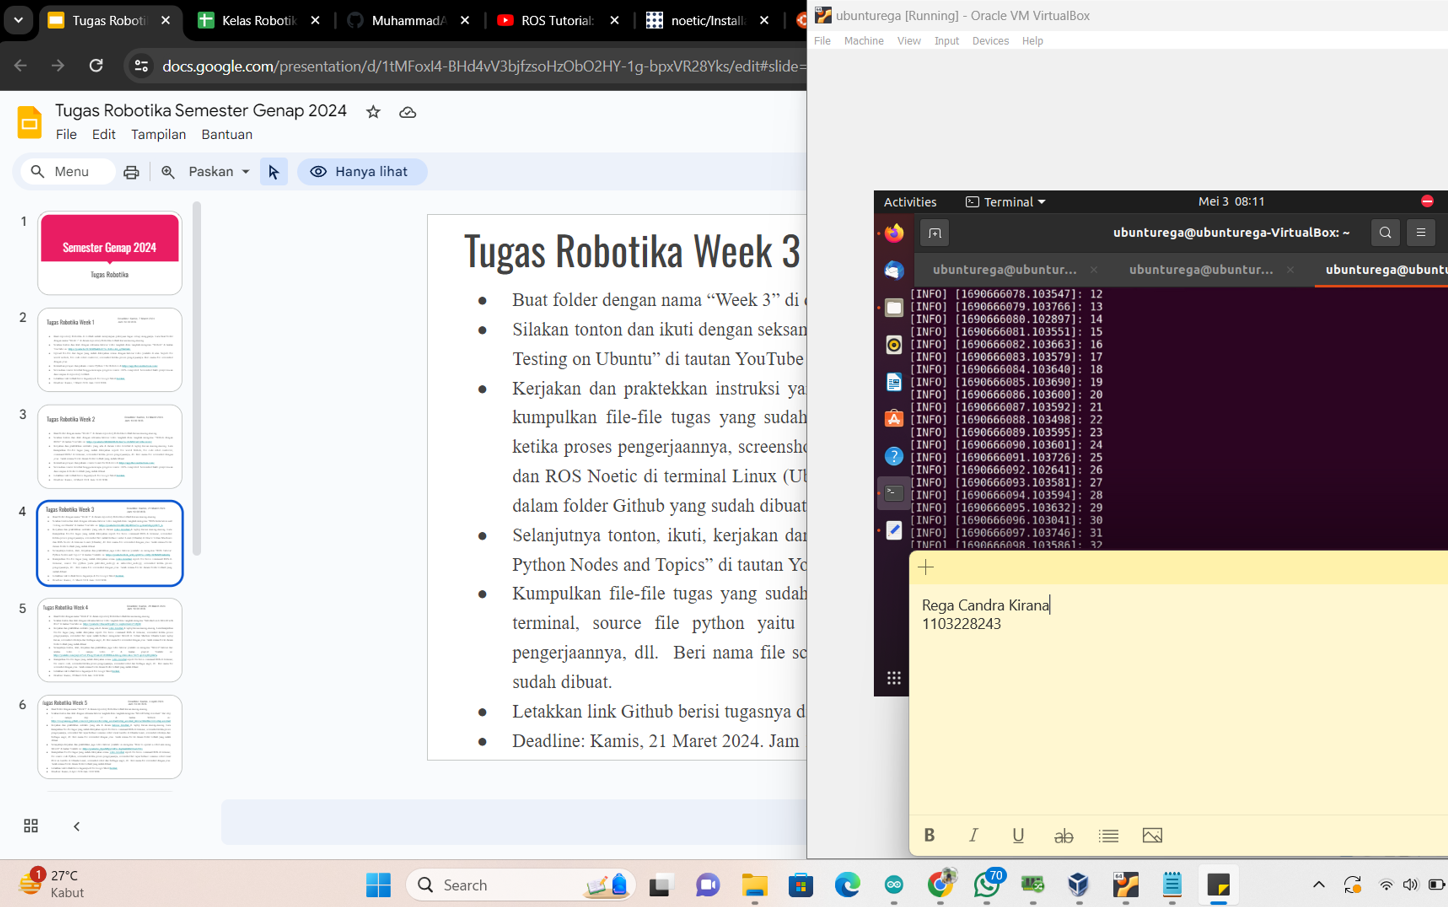 Tugas Roboti
Kelas Robotik
MuhammadA
ROS Tutorial:
noetic/Installa
docs.google.com/presentation/d/1tMFoxI4-BHd4vV3bjfzsoHzObO2HY-1g-bpxVR28Yks/edit#slide=
Tugas Robotika Semester Genap 2024
File Edit Tampilan Bantuan
Menu
Paskan
Hanya lihat
1
Semester Genap 2024
Tugas Robotika
2
Tugas Robotika Week 1
3
Tugas Robotika Week 2
4
Tugas Robotika Week 3
5
Tugas Robotika Week 4
6
Tugas Robotika Week 5
Tugas Robotika Week 3
● Buat folder dengan nama “Week 3” di
● Silakan tonton dan ikuti dengan seksam
Testing on Ubuntu” di tautan YouTube
● Kerjakan dan praktekkan instruksi ya
kumpulkan file-file tugas yang sudah
ketika proses pengerjaannya, screensh
dan ROS Noetic di terminal Linux (Ub
dalam folder Github yang sudah dibuat
● Selanjutnya tonton, ikuti, kerjakan da
Python Nodes and Topics” di tautan Yo
● Kumpulkan file-file tugas yang sudah
terminal, source file python yaitu
pengerjaannya, dll. Beri nama file sc
sudah dibuat.
● Letakkan link Github berisi tugasnya d
● Deadline: Kamis, 21 Maret 2024. Jam
ubunturega [Running] - Oracle VM VirtualBox
File Machine View Input Devices Help
Activities
Terminal
Mei 3 08:11
ubunturega@ubunturega-VirtualBox: ~
ubunturega@ubuntur...
ubunturega@ubuntur...
ubunturega@ubuntu
[INFO] [1690666078.103547]: 12
[INFO] [1690666079.103766]: 13
[INFO] [1690666080.102897]: 14
[INFO] [1690666081.103551]: 15
[INFO] [1690666082.103663]: 16
[INFO] [1690666083.103579]: 17
[INFO] [1690666084.103640]: 18
[INFO] [1690666085.103690]: 19
[INFO] [1690666086.103600]: 20
[INFO] [1690666087.103592]: 21
[INFO] [1690666088.103498]: 22
[INFO] [1690666089.103595]: 23
[INFO] [1690666090.103608]: 24
[INFO] [1690666091.103726]: 25
[INFO] [1690666092.102641]: 26
[INFO] [1690666093.103581]: 27
[INFO] [1690666094.103594]: 28
[INFO] [1690666095.103632]: 29
[INFO] [1690666096.103041]: 30
[INFO] [1690666097.103746]: 31
[INFO] [1690666098.103586]: 32
Rega Candra Kirana
1103228243
B I U ab
1
27°C
Kabut
Search
70